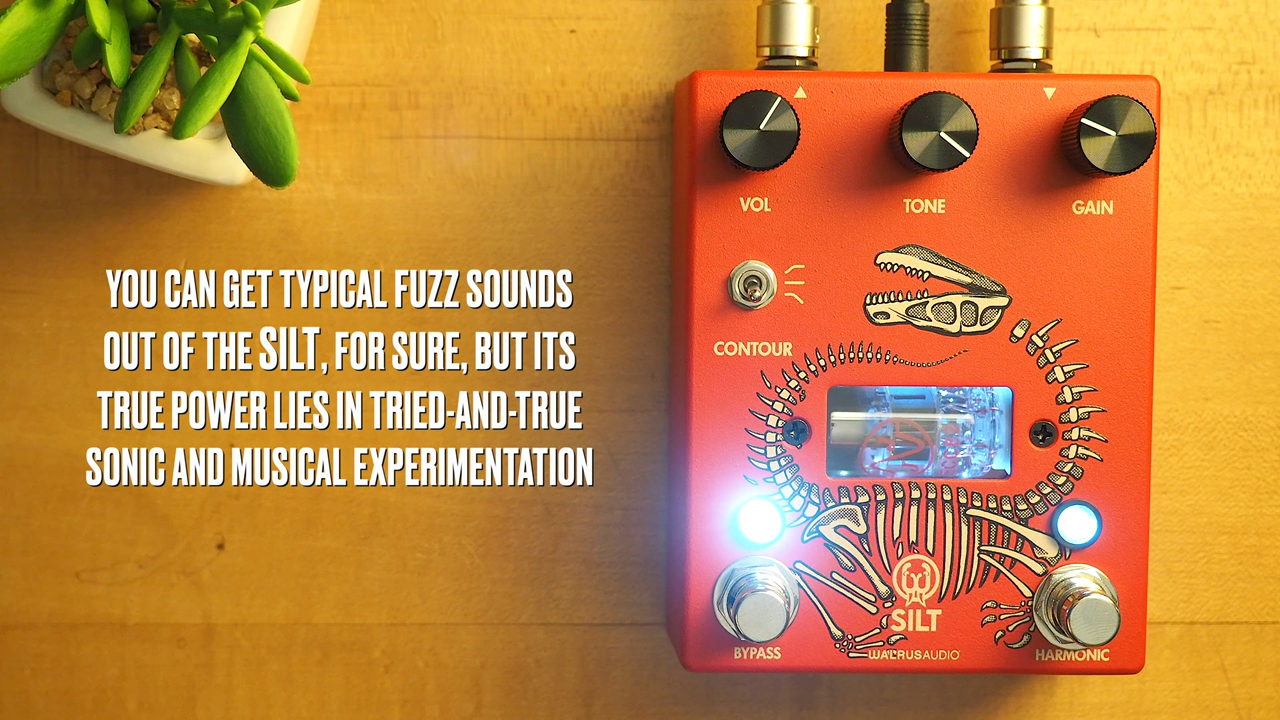 YOU CAN GET TYPICAL FUZZ SOUNDS
OUT OF THE SILT, FOR SURE, BUT ITS
TRUE POWER LIES IN TRIED-AND-TRUE
SONIC AND MUSICAL EXPERIMENTATION
VOL TONE GAIN
CONTOUR
SILT
BYPASS WALRUS AUDIO HARMONIC